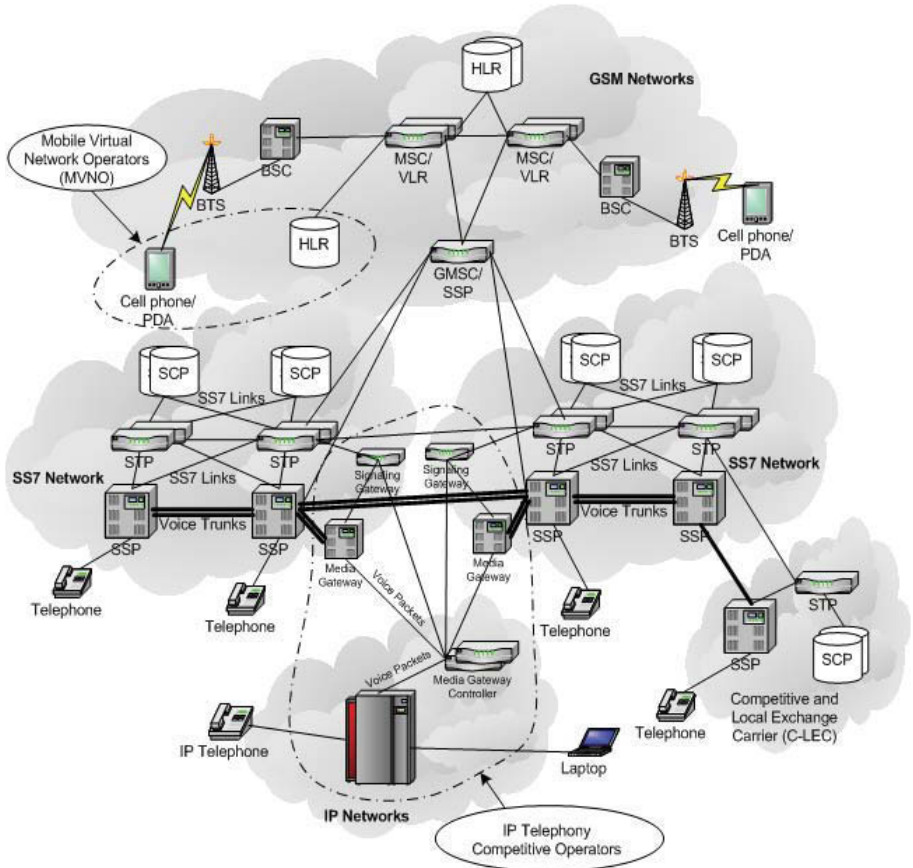 HLR
GSM Networks
Mobile Virtual
Network Operators
(MVNO)
BSC
MSC/
VLR
MSC/
VLR
BTS
BSC
HLR
BTS
Cell phone/
PDA
GMSC/
SSP
Cell phone/
PDA
SCP
SCP
SS7 Links
SCP
SCP
SS7 Links
STP
STP
STP
STP
SS7 Network
SS7 Links
Signaling
Gateway
Signaling
Gateway
SS7 Links
SS7 Network
Voice Trunks
SSP
SSP
Media
Gateway
Media
Gateway
SSP
Voice Trunks
SSP
Telephone
Telephone
Voice Packets
Telephone
STP
SSP
SCP
Voice Packets
Media Gateway
Controller
Telephone
Competitive and
Local Exchange
Carrier (C-LEC)
IP Telephone
Laptop
IP Networks
IP Telephony
Competitive Operators